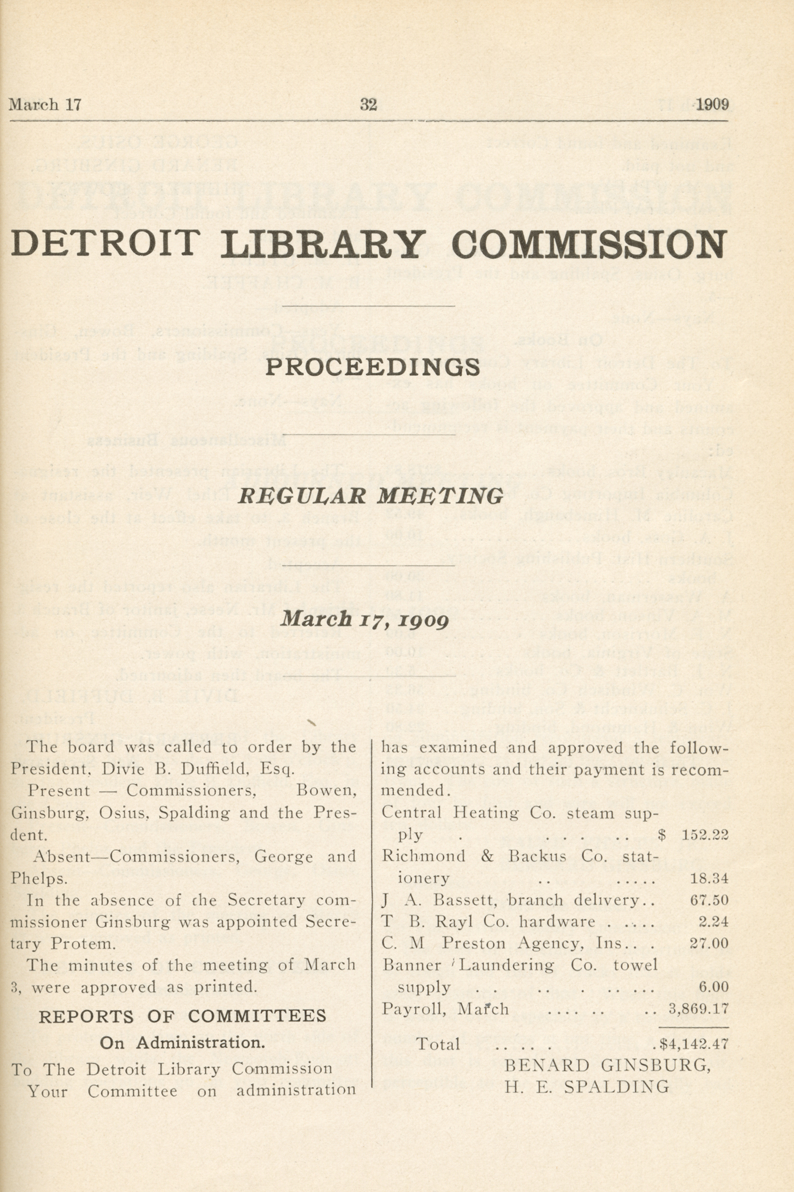 March 17 32 1909
DETROIT LIBRARY COMMISSION
PROCEEDINGS
REGULAR MEETING
March 17, 1909
The board was called to order by the
President, Divie B. Duffield, Esq.
Present — Commissioners, Bowen,
Ginsburg, Osius, Spalding and the Pres-
dent.
Absent—Commissioners, George and
Phelps.
In the absence of the Secretary com-
missioner Ginsburg was appointed Secre-
tary Protem.
The minutes of the meeting of March
3, were approved as printed.
REPORTS OF COMMITTEES
On Administration.
To The Detroit Library Commission
Your Committee on administration
has examined and approved the follow-
ing accounts and their payment is recom-
mended.
Central Heating Co. steam sup-
ply . . . . .. $ 152.22
Richmond & Backus Co. stat-
ionery .. ..... 18.34
J A. Bassett, branch delivery.. 67.50
T B. Rayl Co. hardware . .... 2.24
C. M Preston Agency, Ins.. . 27.00
Banner Laundering Co. towel
supply . . .. . .. ... 6.00
Payroll, March .... .. .. 3,869.17
Total .. . . . .$4,142.47
BENARD GINSBURG,
H. E. SPALDING